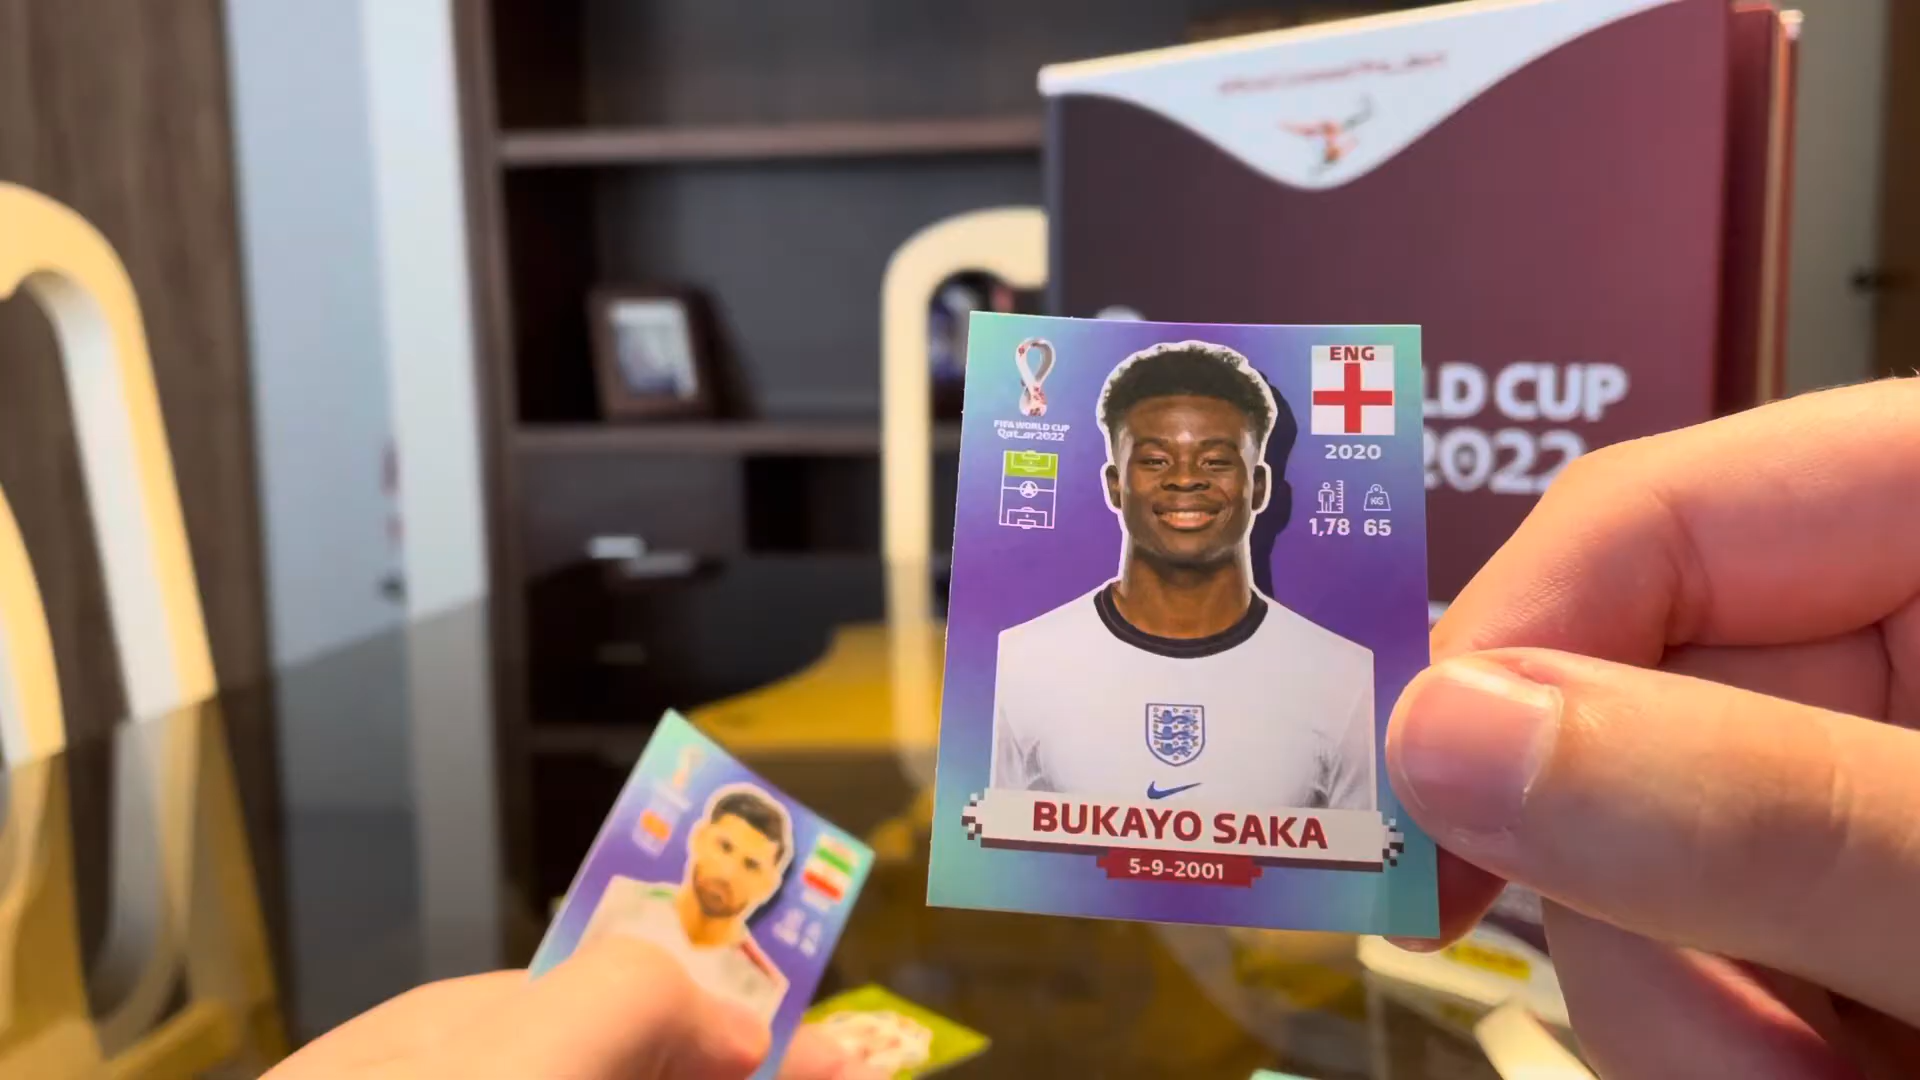 LD CUP
2022
FIFA WORLD CUP
Qatar2022
ENG
2020
KG
1,78 65
BUKAYO SAKA
5-9-2001